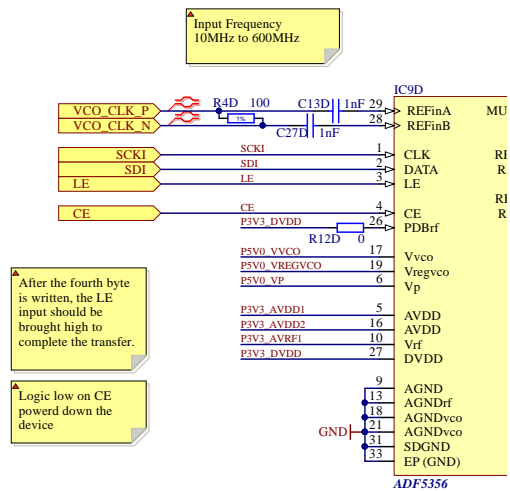 Input Frequency
10MHz to 600MHz
IC9D
R4D 100 C13D 1nF 29 REFinA MU
VCO_CLK_P
1%
VCO_CLK_N
C27D 1nF 28 REFinB
SCKI SCKI 1 CLK RE
SDI SDI 2 DATA R
LE LE 3 LE
RE
CE CE 4 CE R
P3V3_DVDD 26 PDBrf
R12D 0
P5V0_VVCO 17 Vvco
P5V0_VREGVCO 19 Vregvco
P5V0_VP 6 Vp
After the fourth byte
is written, the LE
input should be
brought high to
complete the transfer.
P3V3_AVDD1 5 AVDD
P3V3_AVDD2 16 AVDD
P3V3_AVRF1 10 Vrf
P3V3_DVDD 27 DVDD
Logic low on CE
powerd down the
device
9 AGND
13 AGNDrf
18 AGNDvco
GND 21 AGNDvco
31 SDGND
33 EP (GND)
ADF5356